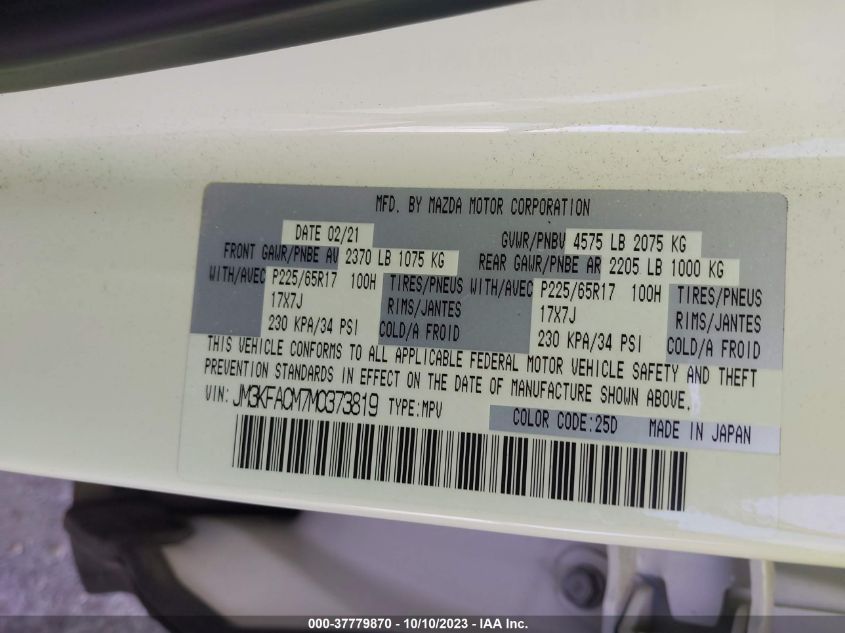 MFD. BY MAZDA MOTOR CORPORATION
DATE 02/21 GVWR/PNBV 4575 LB 2075 KG
FRONT GAWR/PNBE AV 2370 LB 1075 KG REAR GAWR/PNBE AR 2205 LB 1000 KG
WITH/AVEC P225/65R17 100H TIRES/PNEUS WITH/AVEC P225/65R17 100H TIRES/PNEUS
17X7J RIMS/JANTES 17X7J RIMS/JANTES
230 KPA/34 PSI COLD/A FROID 230 KPA/34 PSI COLD/A FROID
THIS VEHICLE CONFORMS TO ALL APPLICABLE FEDERAL MOTOR VEHICLE SAFETY AND THEFT
PREVENTION STANDARDS IN EFFECT ON THE DATE OF MANUFACTURE SHOWN ABOVE.
VIN: JM3KFACM7M0373819 TYPE:MPV
COLOR CODE:25D MADE IN JAPAN
000-37779870 - 10/10/2023 - IAA Inc.